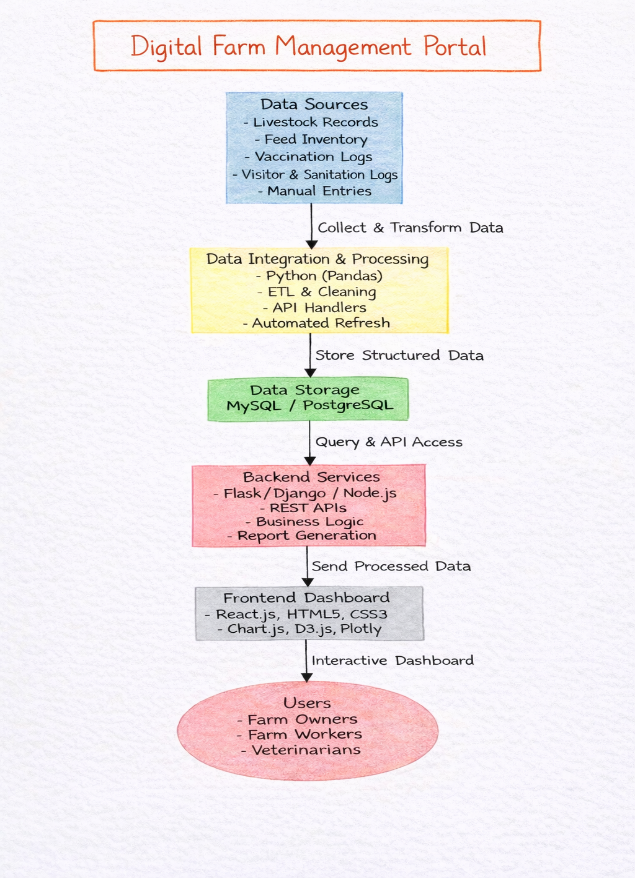 Digital Farm Management Portal
Data Sources
- Livestock Records
- Feed Inventory
- Vaccination Logs
- Visitor & Sanitation Logs
- Manual Entries
Collect & Transform Data
Data Integration & Processing
- Python (Pandas)
- ETL & Cleaning
- API Handlers
- Automated Refresh
Store Structured Data
Data Storage
MySQL / PostgreSQL
Query & API Access
Backend Services
- Flask/Django / Node.js
- REST APIs
- Business Logic
- Report Generation
Send Processed Data
Frontend Dashboard
- React.js, HTML5, CSS3
- Chart.js, D3.js, Plotly
Interactive Dashboard
Users
- Farm Owners
- Farm Workers
- Veterinarians